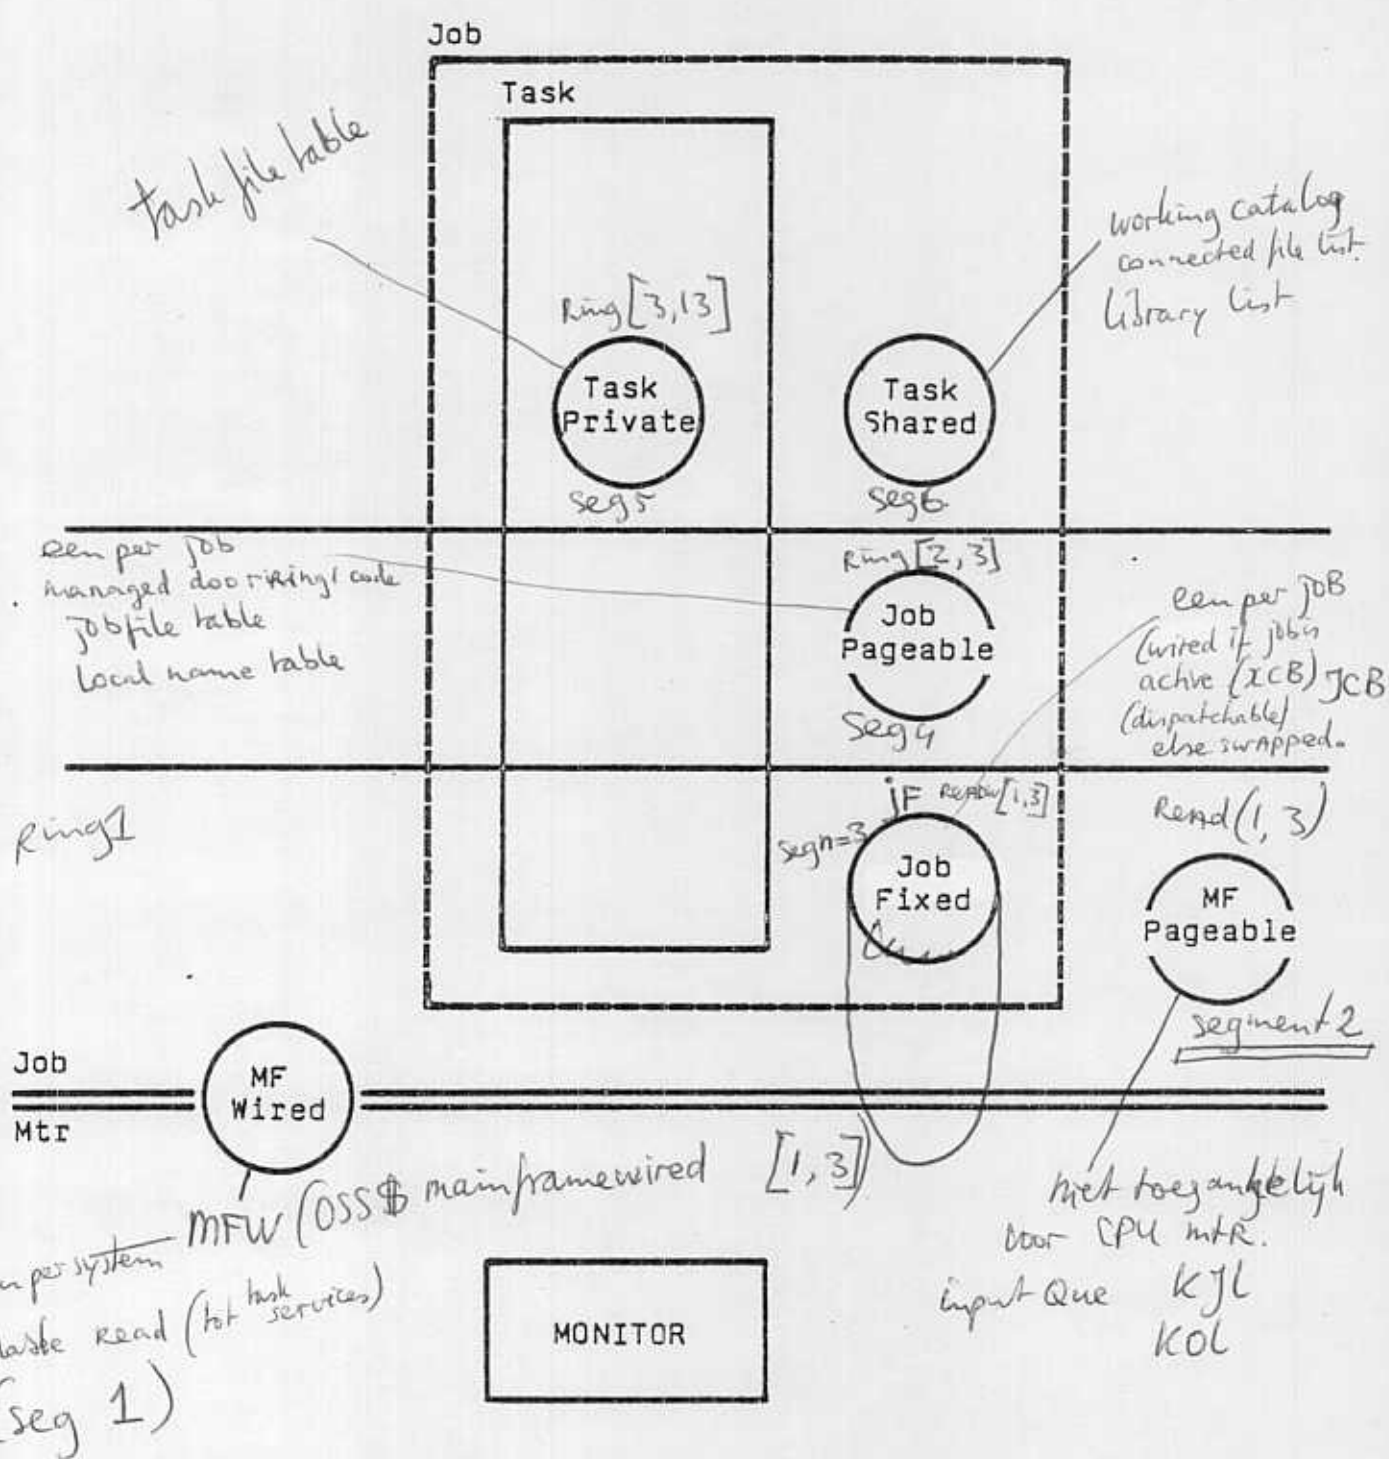 Job
Task
task file table
working catalog
connected file list.
Library List
Ring [3,13]
Task
Private
seg5
Task
Shared
Seg6
een per job
managed door Ring1 code
jobfile table
Local name table
Ring [2,3]
Job
Pageable
Seg4
een per JOB
(wired if job is
active (XCB) JCB
(dispatchable)
else swapped.
Ring1
jF [1,3]
segn=3
Job
Fixed
Read (1,3)
MF
Pageable
segment 2
Job
MF
Wired
Mtr
MFW (OSS$ mainframewired [1,3])
per system
Read (tot task services)
(seg 1)
niet toegankelijk
door CPU mtr.
input Que KJL
KOL
MONITOR